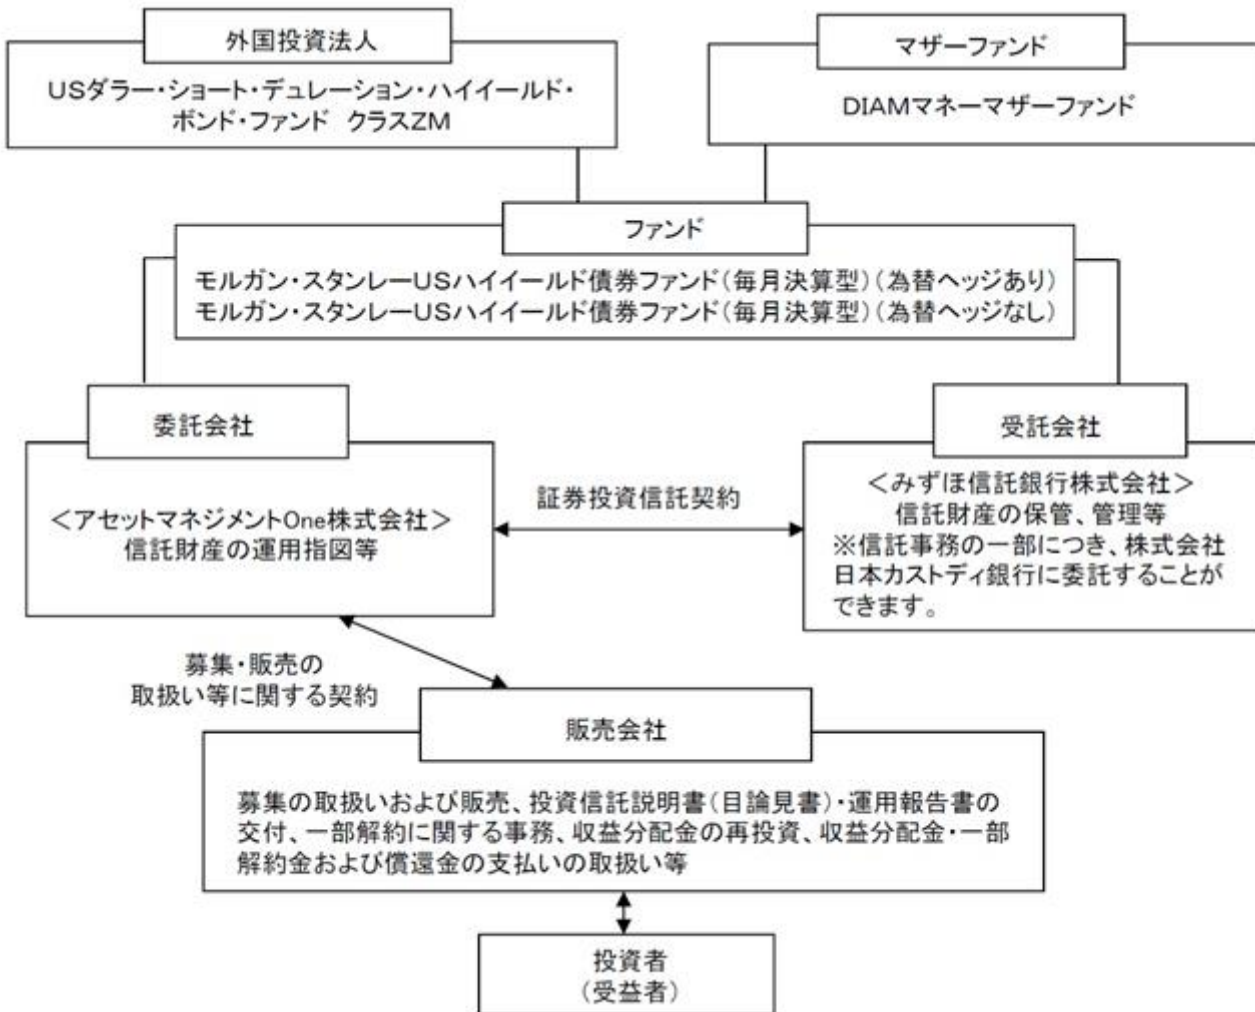 外国投資法人
USダラー・ショート・デュレーション・ハイイールド・
ボンド・ファンド クラスZM
マザーファンド
DIAMマネーマザーファンド
ファンド
モルガン・スタンレーUSハイイールド債券ファンド(毎月決算型)(為替ヘッジあり)
モルガン・スタンレーUSハイイールド債券ファンド(毎月決算型)(為替ヘッジなし)
委託会社
<アセットマネジメントOne株式会社>
信託財産の運用指図等
証券投資信託契約
受託会社
<みずほ信託銀行株式会社>
信託財産の保管、管理等
※信託事務の一部につき、株式会社
日本カストディ銀行に委託することが
できます。
募集・販売の
取扱い等に関する契約
販売会社
募集の取扱いおよび販売、投資信託説明書(目論見書)・運用報告書の
交付、一部解約に関する事務、収益分配金の再投資、収益分配金・一部
解約金および償還金の支払いの取扱い等
投資者
(受益者)